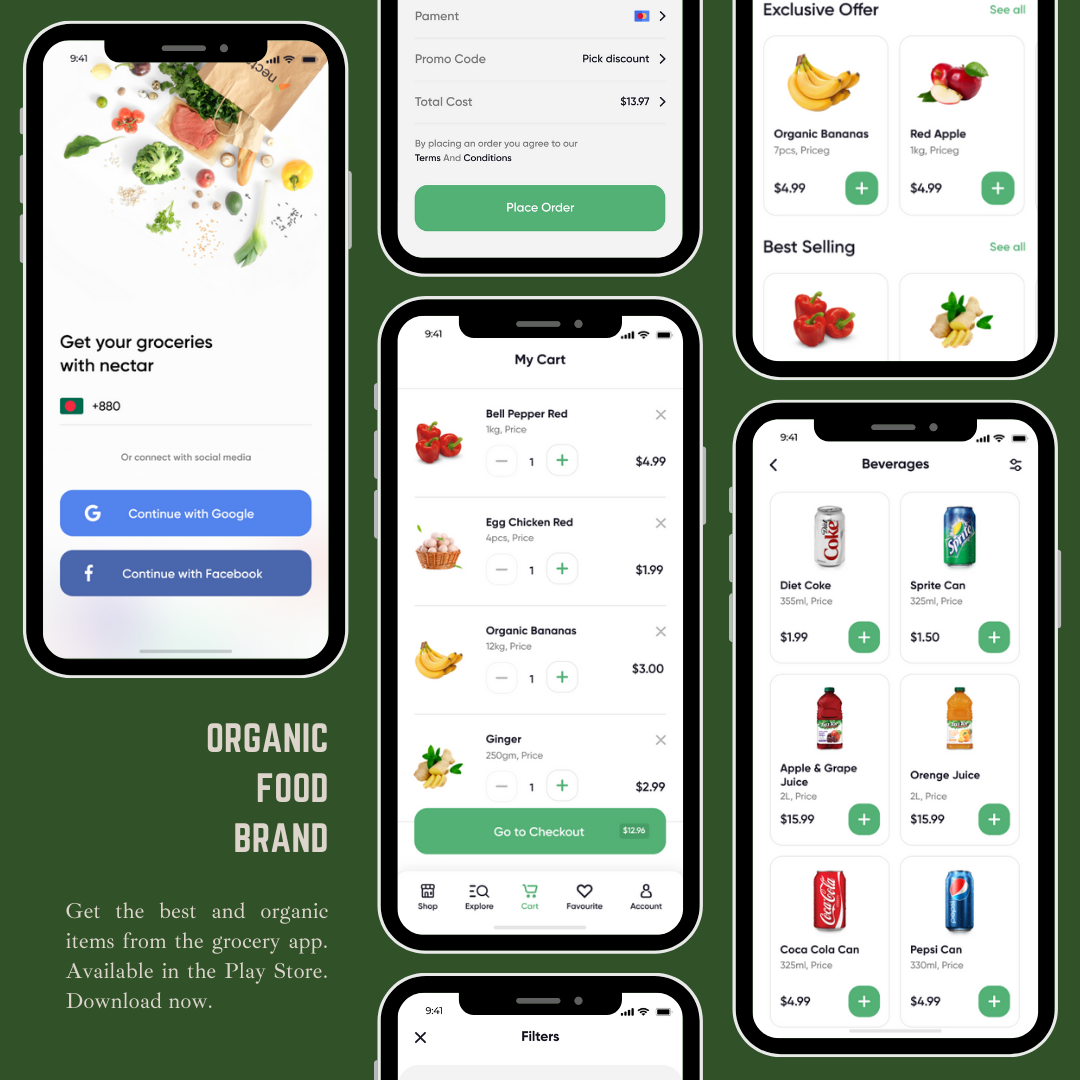 9:41
nectar
Get your groceries
with nectar
+880
Or connect with social media
G
Continue with Google
f
Continue with Facebook
ORGANIC
FOOD
BRAND
Get the best and organic
items from the grocery app.
Available in the Play Store.
Download now.
Pament
Promo Code
Pick discount
Total Cost
$13.97
By placing an order you agree to our
Terms And Conditions
Place Order
9:41
My Cart
Bell Pepper Red
1kg, Price
1
$4.99
Egg Chicken Red
4pcs, Price
1
$1.99
Organic Bananas
12kg, Price
1
$3.00
Ginger
250gm, Price
1
$2.99
Go to Checkout
$12.96
Shop
Explore
Cart
Favourite
Account
9:41
Filters
Exclusive Offer
See all
Organic Bananas
7pcs, Priceg
$4.99
Red Apple
1kg, Priceg
$4.99
Best Selling
See all
9:41
Beverages
Diet Coke
Diet Coke
355ml, Price
$1.99
Sprite
Sprite Can
325ml, Price
$1.50
Apple & Grape
Juice
2L, Price
$15.99
Orenge Juice
2L, Price
$15.99
Coca-Cola
Coca Cola Can
325ml, Price
$4.99
pepsi
Pepsi Can
330ml, Price
$4.99